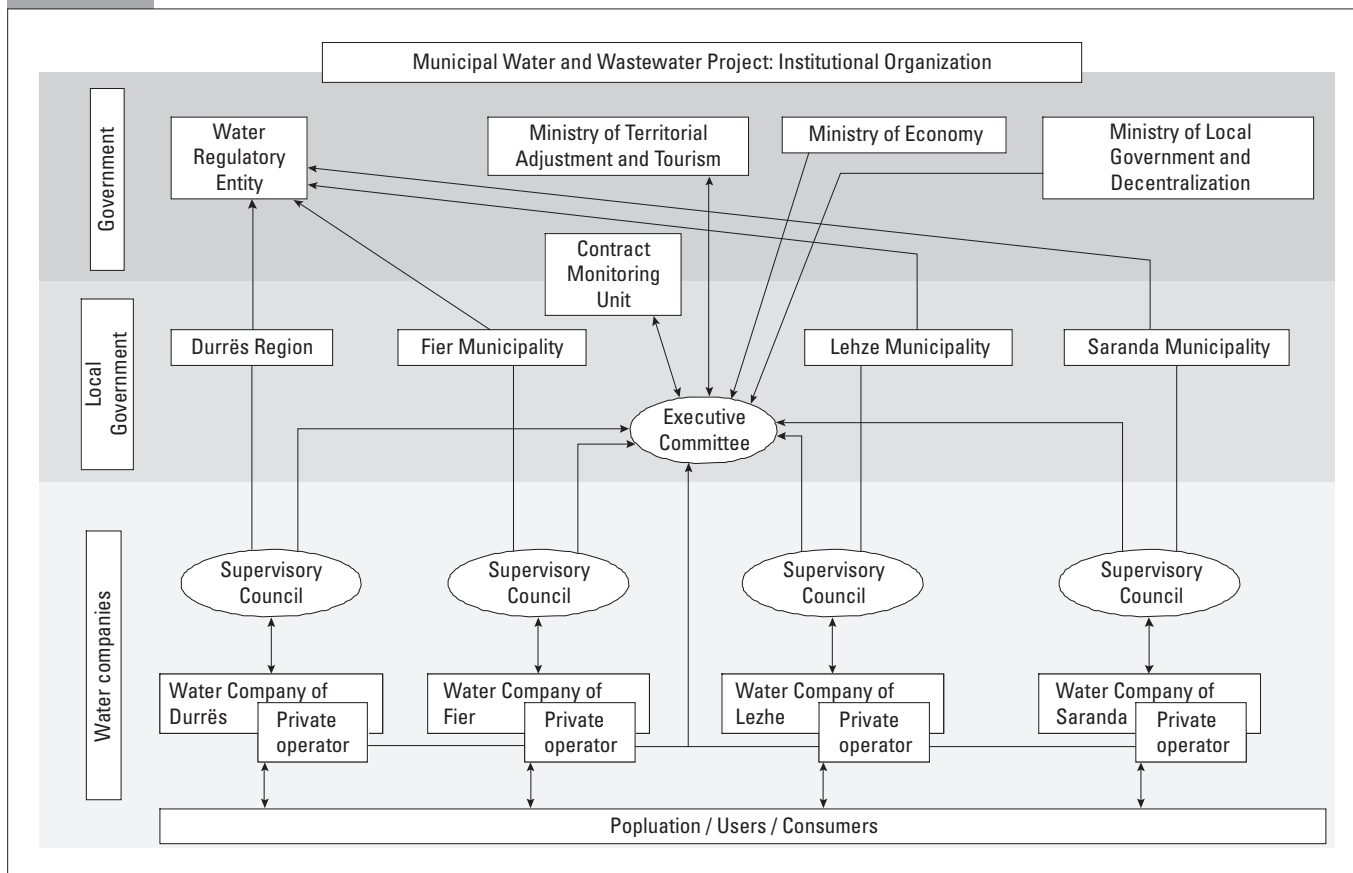 Municipal Water and Wastewater Project: Institutional Organization
Government
Water
Regulatory
Entity
Ministry of Territorial
Adjustment and Tourism
Ministry of Economy
Ministry of Local
Government and
Decentralization
Contract
Monitoring
Unit
Local
Government
Durrës Region
Fier Municipality
Lehze Municipality
Saranda Municipality
Executive
Committee
Water companies
Supervisory
Council
Supervisory
Council
Supervisory
Council
Supervisory
Council
Water Company of
Durrës
Private
operator
Water Company of
Fier
Private
operator
Water Company of
Lezhe
Private
operator
Water Company of
Saranda
Private
operator
Popluation / Users / Consumers